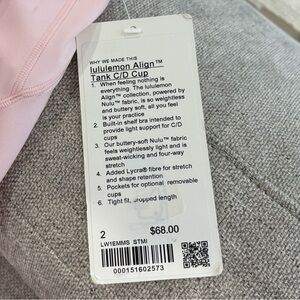 WHY WE MADE THIS
lululemon Align™
Tank C/D Cup
1. When feeling nothing is
everything. The lululemon
Align™ collection, powered by
Nulu™ fabric, is so weightless
and buttery soft, all you feel
is your practice
2. Built-in shelf bra intended to
provide light support for C/D
cups
3. Our buttery-soft Nulu™ fabric
feels weightlessly light and is
sweat-wicking and four-way
stretch
4. Added Lycra® fibre for stretch
and shape retention
5. Pockets for optional removable
cups
6. Tight fit, cropped length
2 $68.00
LW1EMMS STMI
000151602573